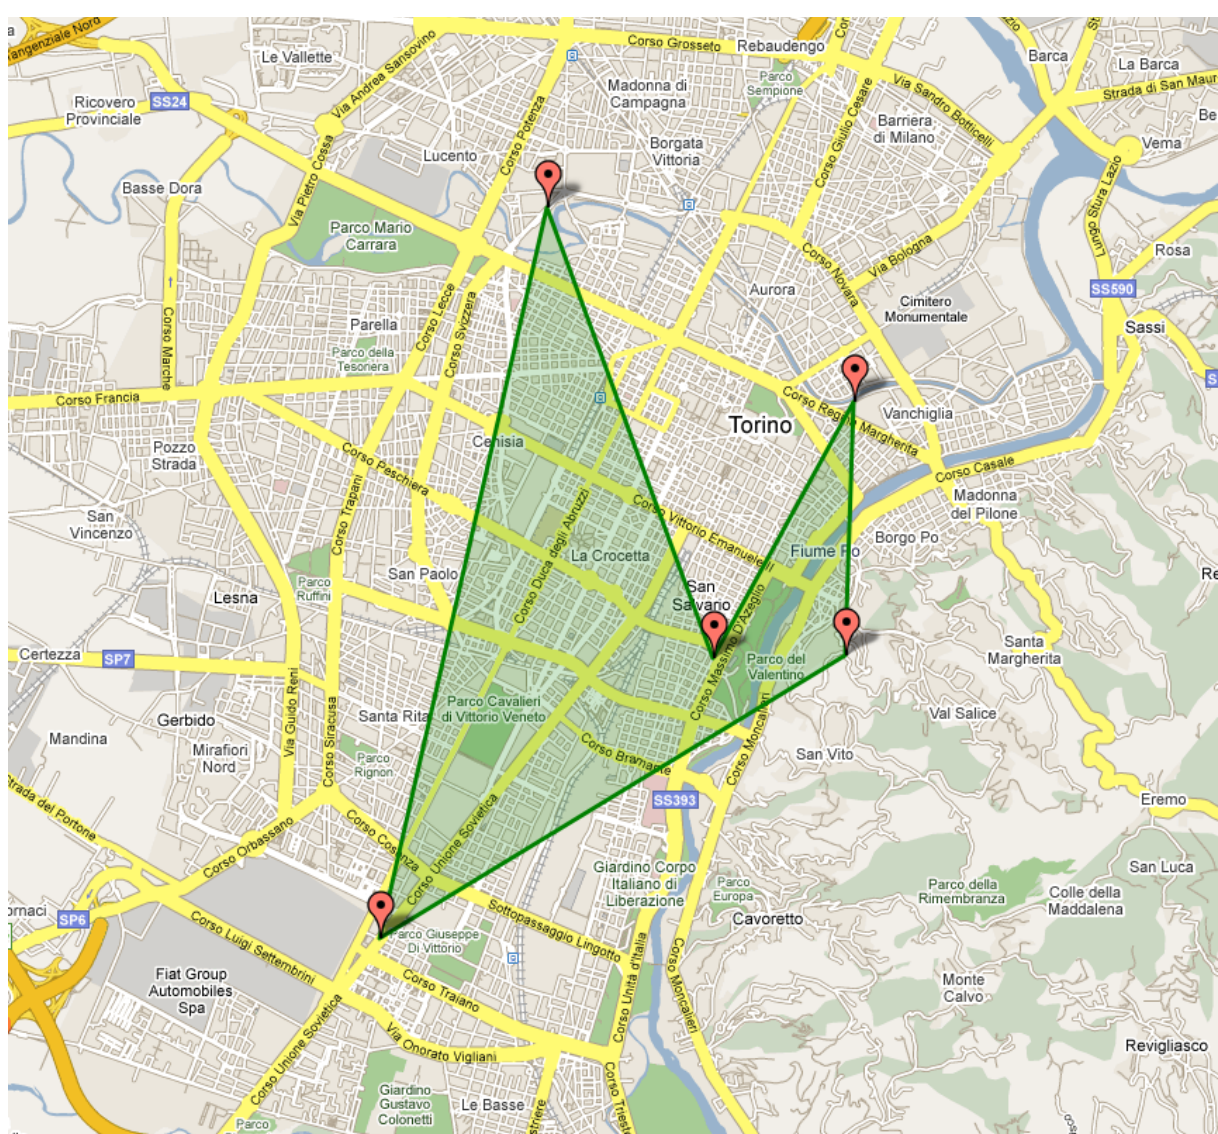 a
Tangenziale Nord
Le Vallette
Via Andrea Sansovino
Corso Grosseto
Rebaudengo
Barca
La Barca
Strada di San Maur
Ricovero
Provinciale
SS24
Corso Potenza
Madonna di
Campagna
Parco
Sempione
Corso Giulio Cesare
Via Sandro Botticelli
Barriera
di Milano
Be
Lucento
Borgata
Vittoria
Vema
Via Pietro Cossa
Basse Dora
Lungo Stura Lazio
Parco Mario
Carrara
Via Bologna
Rosa
Corso Novara
Aurora
SS590
Cimitero
Monumentale
Corso Lecce
Corso Svizzera
Parella
Sassi
Corso Marche
Parco della
Tesoriera
Corso Francia
Corso Regina Margherita
Vanchiglia
Torino
Cenisia
Pozzo
Strada
Corso Peschiera
Corso Casale
Madonna
del Pilone
Corso Trapani
San
Vincenzo
Corso Vittorio Emanuele II
Corso Duca degli Abruzzi
La Crocetta
Fiume Po
Borgo Po
San Paolo
Parco
Ruffini
Re
Lesna
San
Salvario
Corso Massimo D'Azeglio
Certezza
SP7
Santa
Margherita
Parco del
Valentino
Via Guido Reni
Corso Siracusa
Parco Cavalieri
di Vittorio Veneto
Santa Rita
Gerbido
Val Salice
Mandina
Mirafiori
Nord
Parco
Rignon
Corso Bramante
Corso Moncalieri
San Vito
SS393
Eremo
Strada del Portone
Corso Orbassano
Corso Cosenza
Corso Unione Sovietica
Giardino Corpo
Italiano di
Liberazione
San Luca
Parco
Europa
Parco della
Rimembranza
Colle della
Maddalena
ornaci
SP6
Cavoretto
Sottopassaggio Lingotto
Corso Luigi Settembrini
Parco Giuseppe
Di Vittorio
Fiat Group
Automobiles
Spa
Corso Traiano
Corso Unità d'Italia
Corso Moncalieri
Monte
Calvo
Corso Unione Sovietica
Via Onorato Vigliani
Revigliasco
Giardino
Gustavo
Colonetti
Le Basse
Corso Trieste
Parco